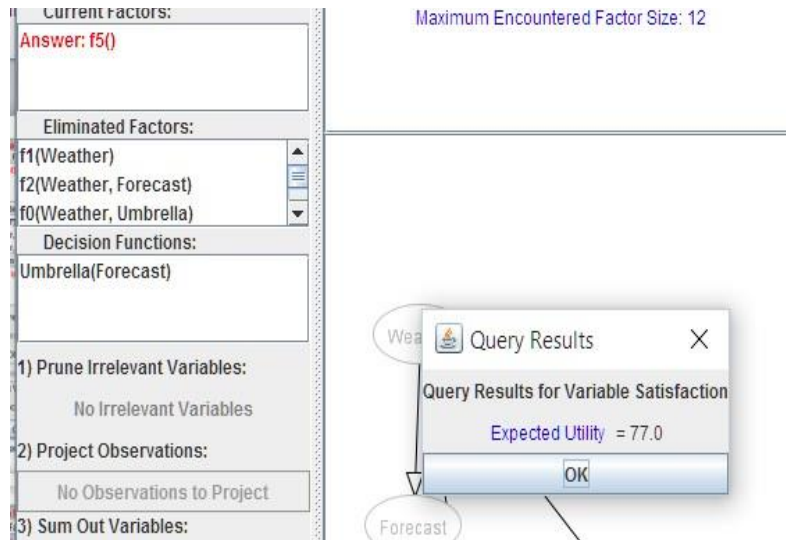 Current Factors:
Answer: f5()
Eliminated Factors:
f1(Weather)
f2(Weather, Forecast)
f0(Weather, Umbrella)
Decision Functions:
Umbrella(Forecast)
1) Prune Irrelevant Variables:
No Irrelevant Variables
2) Project Observations:
No Observations to Project
3) Sum Out Variables:
Maximum Encountered Factor Size: 12
Wea
Query Results
Query Results for Variable Satisfaction
Expected Utility = 77.0
OK
Forecast